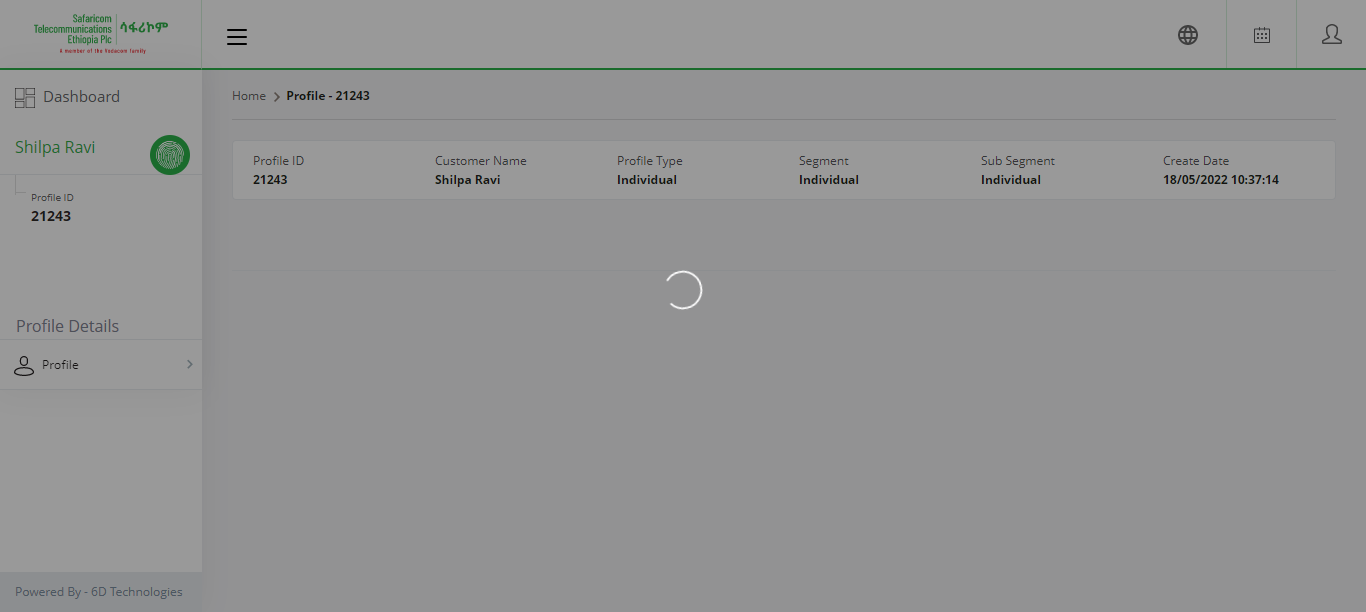 Safaricom
Telecommunications
Ethiopia Plc
ሳፋሪኮም
A member of the Vodacom family
Dashboard
Shilpa Ravi
Profile ID
21243
Profile Details
Profile
Powered By - 6D Technologies
Home > Profile - 21243
Profile ID Customer Name Profile Type Segment Sub Segment Create Date
21243 Shilpa Ravi Individual Individual Individual 18/05/2022 10:37:14